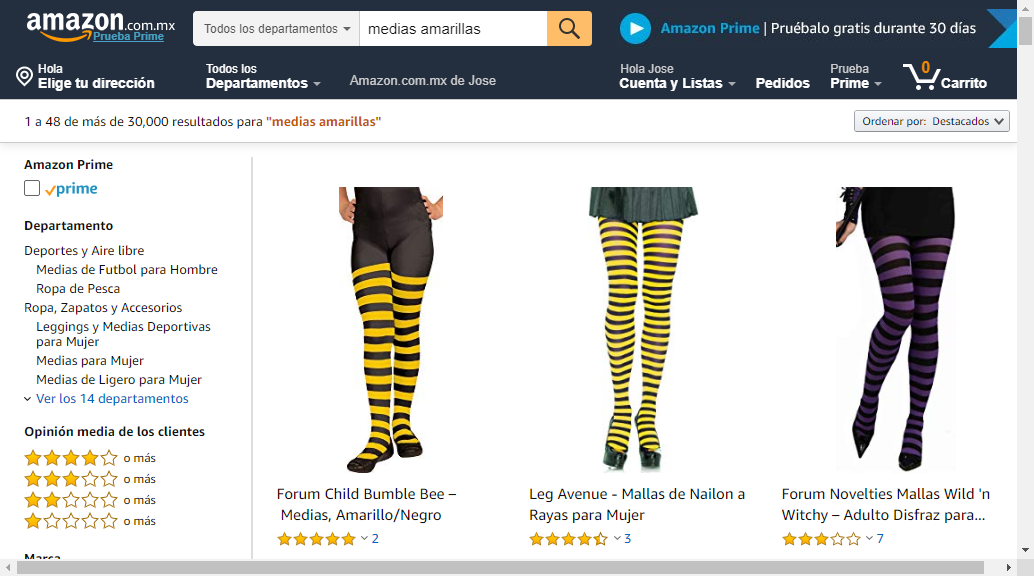 amazon.com.mx
Prueba Prime
Todos los departamentos
medias amarillas
Amazon Prime | Pruébalo gratis durante 30 días
Hola
Elige tu dirección
Todos los
Departamentos
Amazon.com.mx de Jose
Hola Jose
Cuenta y Listas
Pedidos
Prueba
Prime
0
Carrito
1 a 48 de más de 30,000 resultados para "medias amarillas"
Ordenar por: Destacados
Amazon Prime
prime
Departamento
Deportes y Aire libre
Medias de Futbol para Hombre
Ropa de Pesca
Ropa, Zapatos y Accesorios
Leggings y Medias Deportivas
para Mujer
Medias para Mujer
Medias de Ligero para Mujer
Ver los 14 departamentos
Opinión media de los clientes
o más
o más
o más
o más
Marca
Forum Child Bumble Bee –
Medias, Amarillo/Negro
2
Leg Avenue - Mallas de Nailon a
Rayas para Mujer
3
Forum Novelties Mallas Wild 'n
Witchy – Adulto Disfraz para...
7